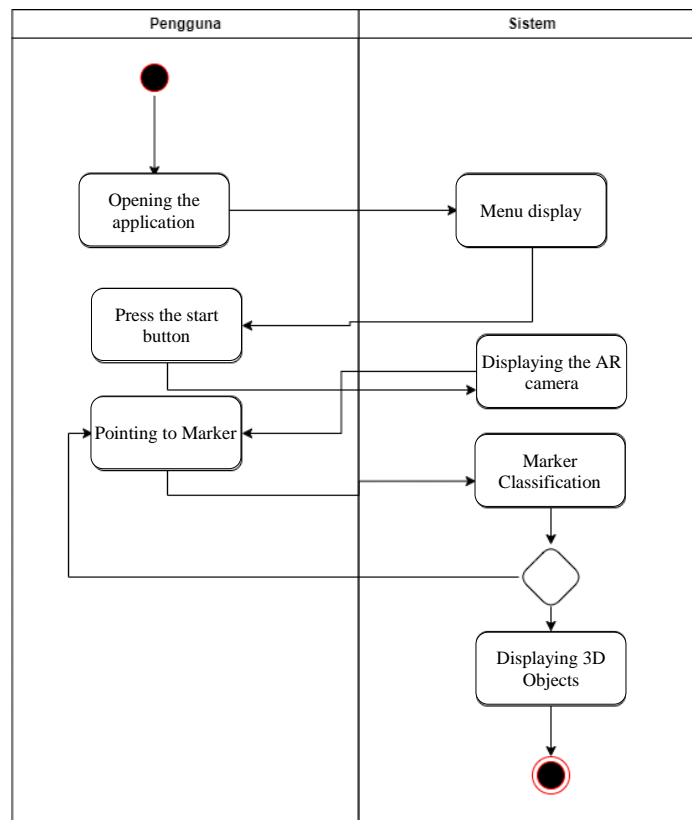 Pengguna
Sistem
Opening the
application
Menu display
Press the start
button
Displaying the AR
camera
Pointing to Marker
Marker
Classification
Displaying 3D
Objects